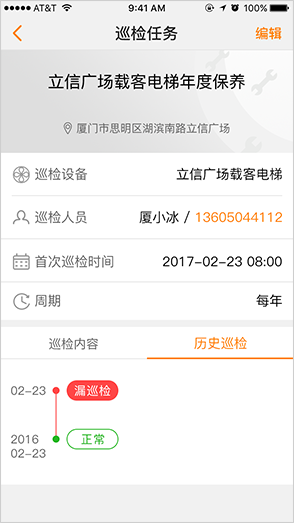 AT&T 9:41 AM 100%
巡检任务 编辑
立信广场载客电梯年度保养
厦门市思明区湖滨南路立信广场
巡检设备 立信广场载客电梯
巡检人员 厦小冰 / 13605044112
首次巡检时间 2017-02-23 08:00
周期 每年
巡检内容 历史巡检
02-23 漏巡检
2016 正常
02-23